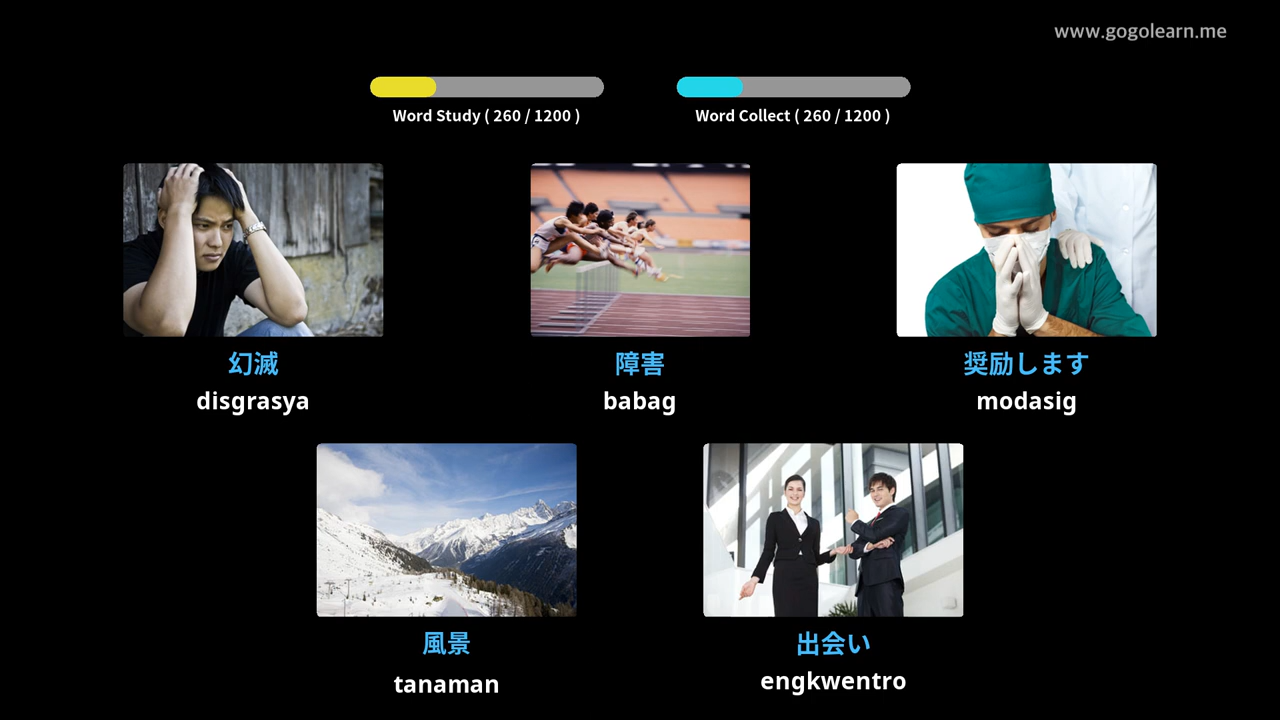 www.gogolearn.me
Word Study ( 260 / 1200 )
Word Collect ( 260 / 1200 )
幻滅
disgrasya
障害
babag
奨励します
modasig
風景
tanaman
出会い
engkwentro